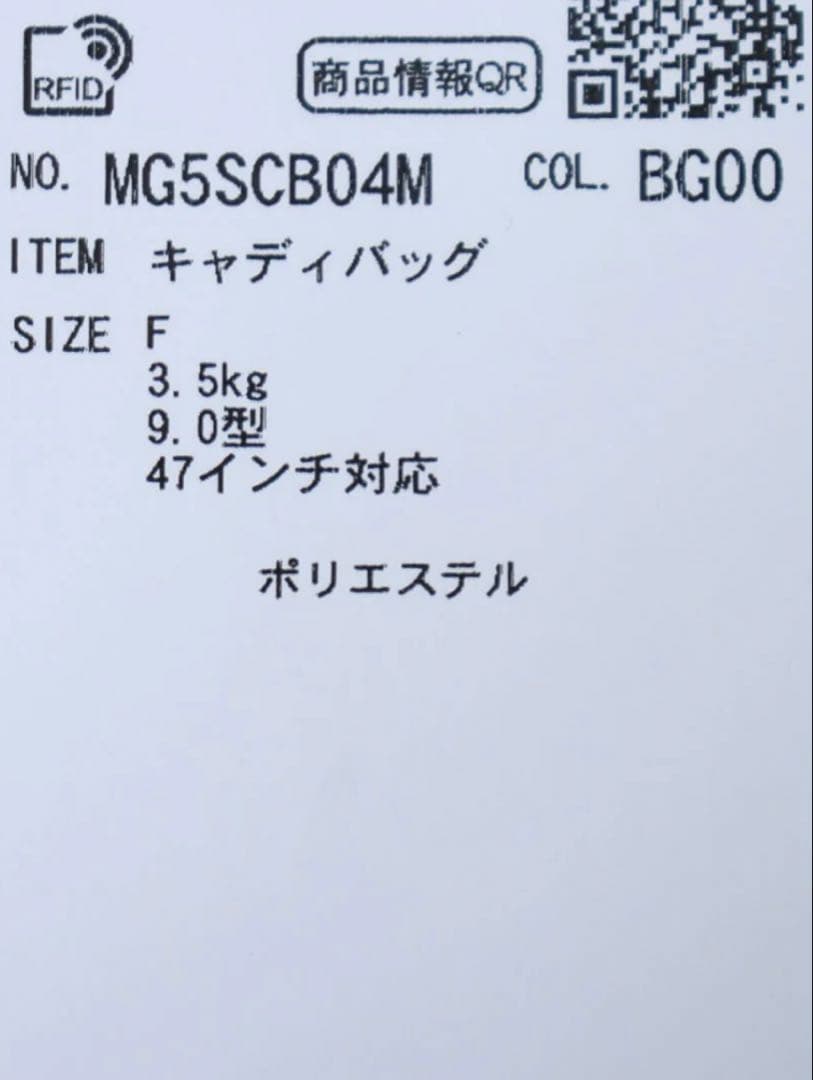 RFID
商品情報QR
NO. MG5SCB04M COL. BG00
ITEM キャディバッグ
SIZE F
3.5kg
9.0型
47インチ対応
ポリエステル